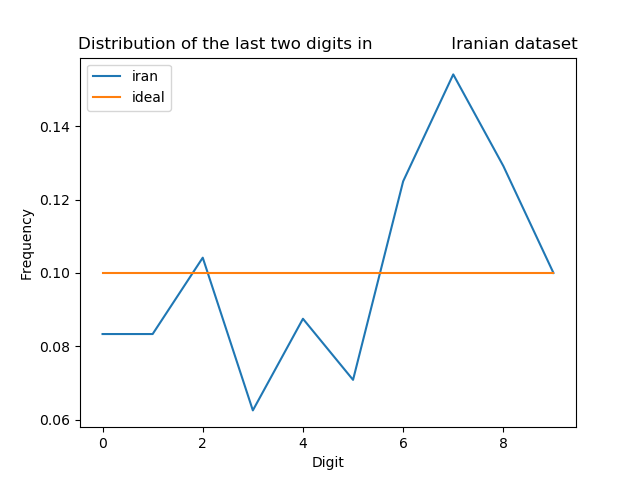 Distribution of the last two digits in Iranian dataset
iran
ideal
0.14
0.12
0.10
0.08
0.06
Frequency
0 2 4 6 8
Digit